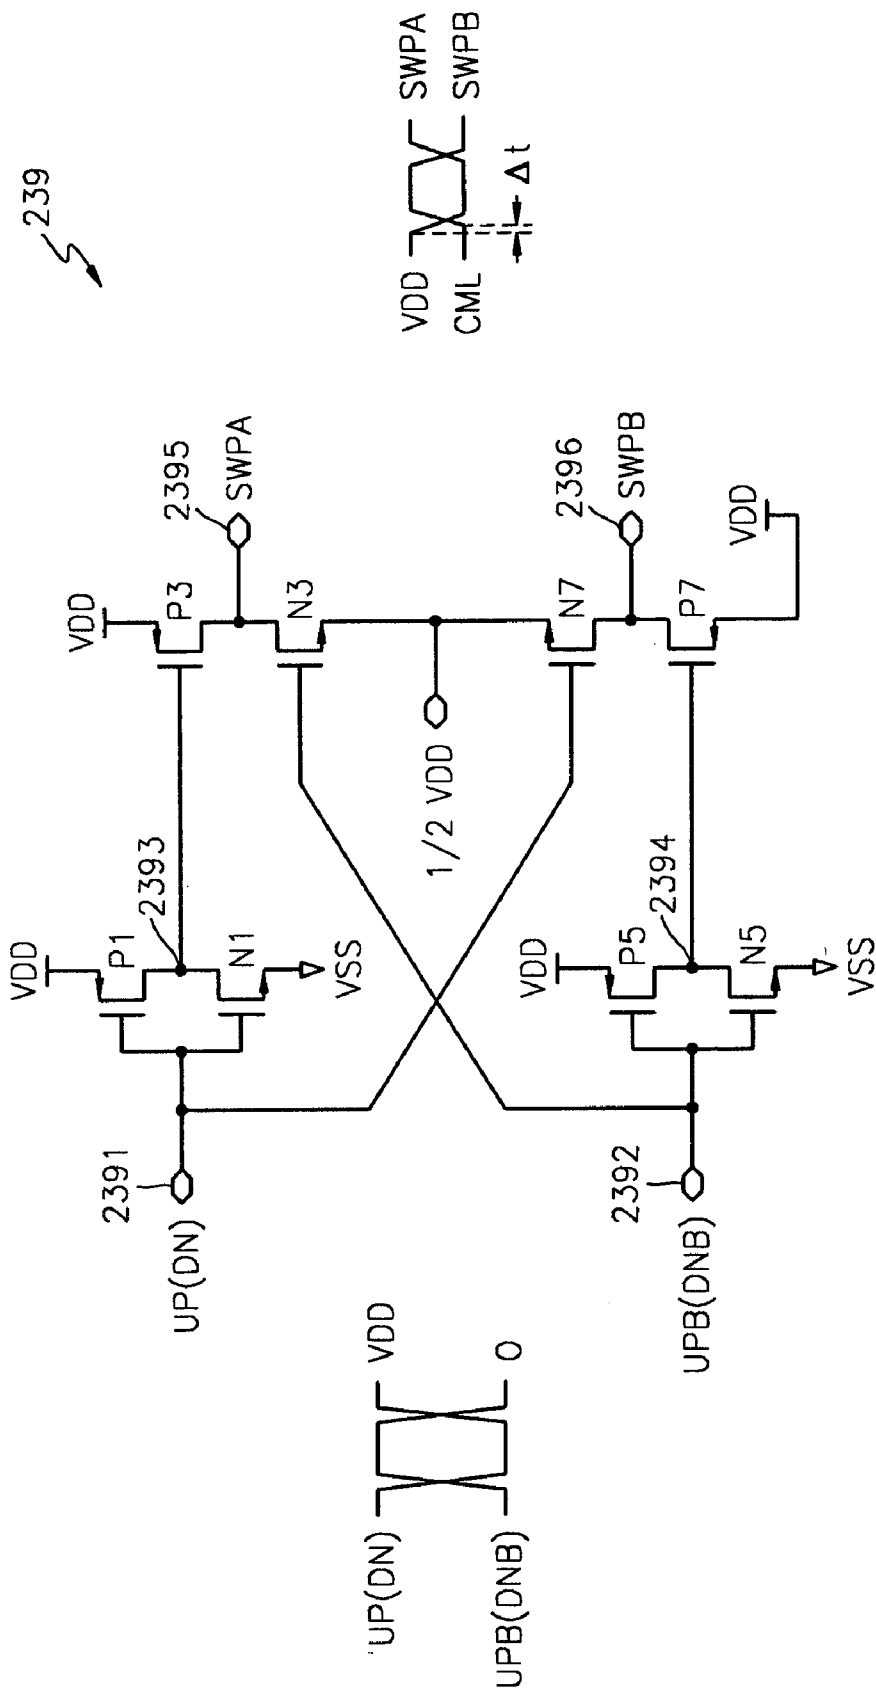 239
VDD
CML
SWPA
SWPB
Δt
VDD
P3
2395
SWPA
N3
1/2 VDD
N7
2396
SWPB
P7
VDD
VDD
P1
2393
N1
VSS
VDD
P5
2394
N5
VSS
2391
UP(DN)
2392
UPB(DNB)
UP(DN)
VDD
UPB(DNB)
0